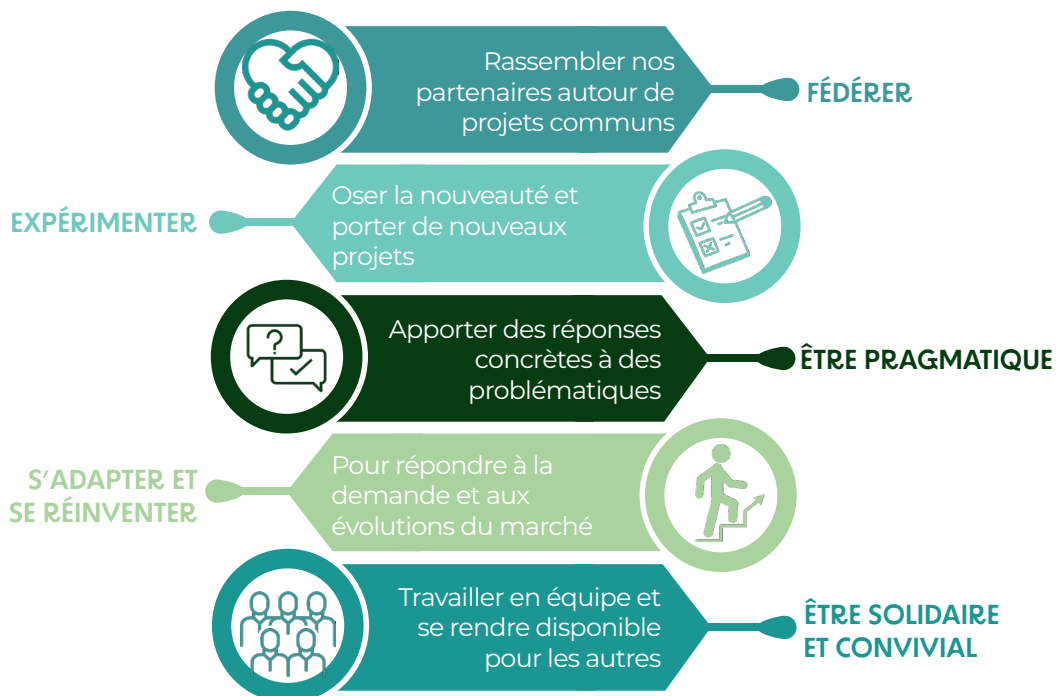 Rassembler nos
partenaires autour de
projets communs
FÉDÉRER
EXPÉRIMENTER
Oser la nouveauté et
porter de nouveaux
projets
Apporter des réponses
concrètes à des
problématiques
ÊTRE PRAGMATIQUE
S'ADAPTER ET
SE RÉINVENTER
Pour répondre à la
demande et aux
évolutions du marché
Travailler en équipe et
se rendre disponible
pour les autres
ÊTRE SOLIDAIRE
ET CONVIVIAL